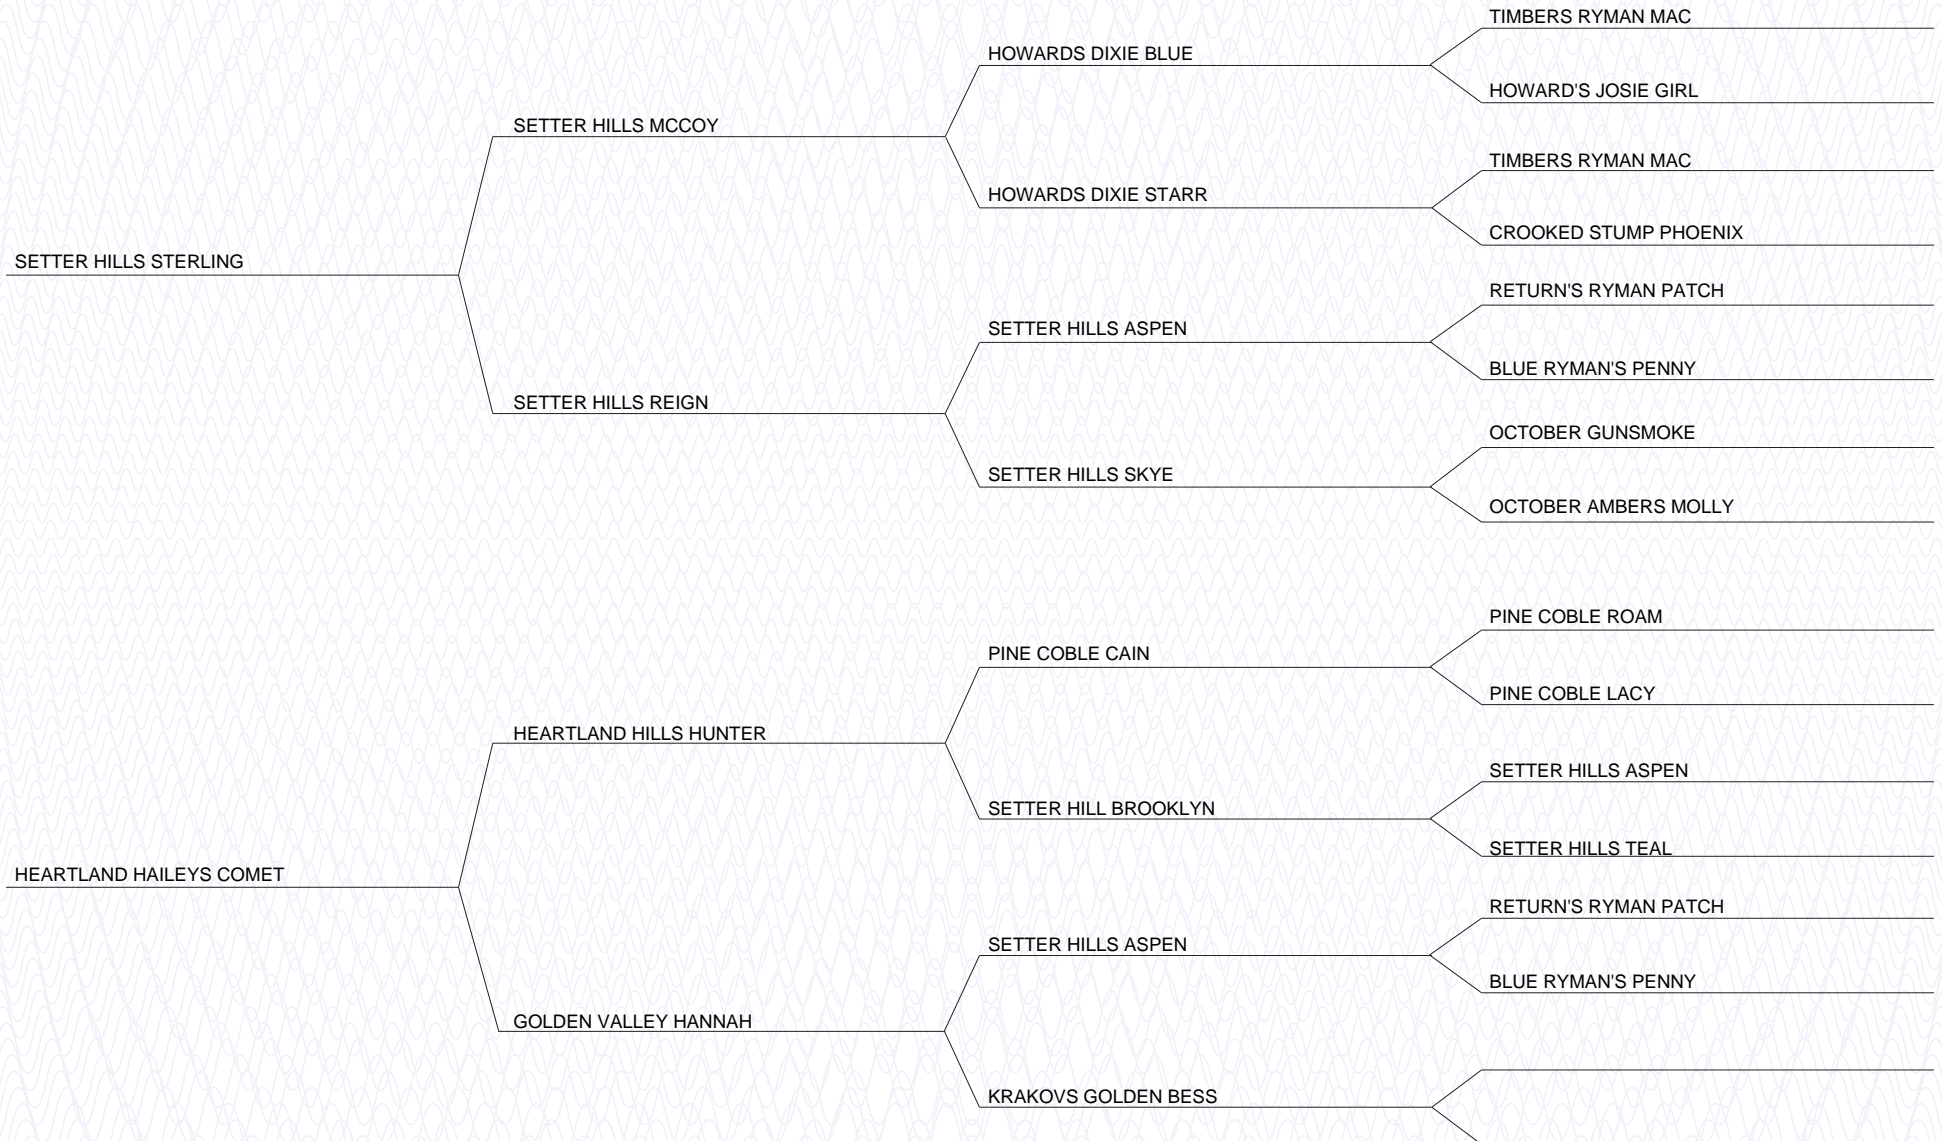 TIMBERS RYMAN MAC
HOWARDS DIXIE BLUE
HOWARD'S JOSIE GIRL
SETTER HILLS MCCOY
TIMBERS RYMAN MAC
HOWARDS DIXIE STARR
CROOKED STUMP PHOENIX
SETTER HILLS STERLING
RETURN'S RYMAN PATCH
SETTER HILLS ASPEN
BLUE RYMAN'S PENNY
SETTER HILLS REIGN
OCTOBER GUNSMOKE
SETTER HILLS SKYE
OCTOBER AMBERS MOLLY
PINE COBLE ROAM
PINE COBLE CAIN
PINE COBLE LACY
HEARTLAND HILLS HUNTER
SETTER HILLS ASPEN
SETTER HILL BROOKLYN
SETTER HILLS TEAL
HEARTLAND HAILEYS COMET
RETURN'S RYMAN PATCH
SETTER HILLS ASPEN
BLUE RYMAN'S PENNY
GOLDEN VALLEY HANNAH
KRAKOVS GOLDEN BESS